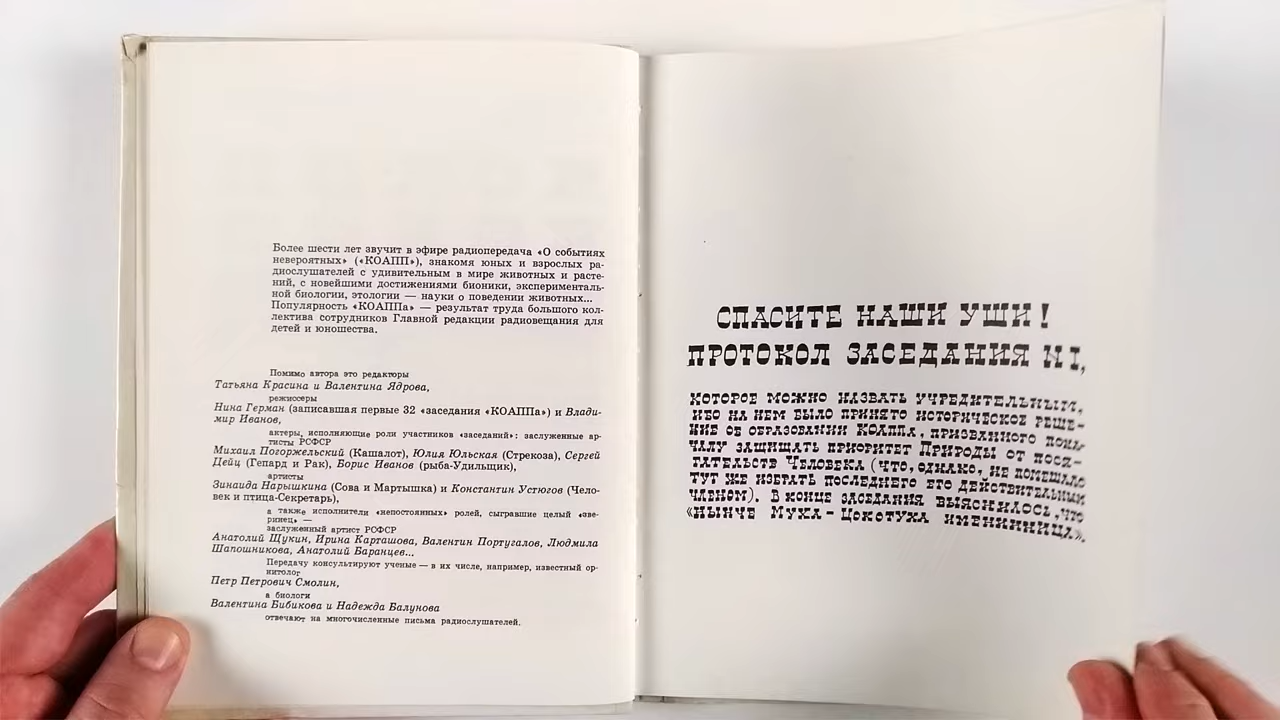 Более шести лет звучит в эфире радиопередача «О событиях
невероятных» («КОАПП»), знакомя юных и взрослых ра-
диослушателей с удивительным в мире животных и расте-
ний, с новейшими достижениями бионики, эксперименталь-
ной биологии, этологии — науки о поведении животных...
Популярность «КОАППа» — результат труда большого кол-
лектива сотрудников Главной редакции радиовещания для
детей и юношества.
Помимо автора это редакторы
Татьяна Красина и Валентина Ядрова,
режиссеры
Нина Герман (записавшая первые 32 «заседания «КОАППа») и Влади-
мир Иванов,
актеры, исполняющие роли участников «заседаний»: заслуженные ар-
тисты РСФСР
Михаил Погоржельский (Кашалот), Юлия Юльская (Стрекоза), Сергей
Дейц (Гепард и Рак), Борис Иванов (рыба-Удильщик),
артисты
Зинаида Нарышкина (Сова и Мартышка) и Константин Устюгов (Чело-
век и птица-Секретарь),
а также исполнители «непостоянных» ролей, сыгравшие целый «зве-
ринец» —
заслуженный артист РСФСР
Анатолий Щукин, Ирина Карташова, Валентин Португалов, Людмила
Шапошникова, Анатолий Баранцев...
Передачу консультируют ученые — в их числе, например, известный ор-
нитолог
Петр Петрович Смолин,
а биологи
Валентина Бибикова и Надежда Балунова
отвечают на многочисленные письма радиослушателей.
СПАСИТЕ НАШИ УШИ!
ПРОТОКОЛ ЗАСЕДАНИЯ N I,
КОТОРОЕ МОЖНО НАЗВАТЬ УЧРЕДИТЕЛЬНЫМ,
ИБО НА НЕМ БЫЛО ПРИНЯТО ИСТОРИЧЕСКОЕ РЕШЕ-
НИЕ ОБ ОБРАЗОВАНИИ КОАППА, ПРИЗВАННОГО ПОНА-
ЧАЛУ ЗАЩИЩАТЬ ПРИОРИТЕТ ПРИРОДЫ ОТ ПОСЯ-
ГАТЕЛЬСТВ ЧЕЛОВЕКА (ЧТО, ОДНАКО, НЕ ПОМЕШАЛО
ТУТ ЖЕ ИЗБРАТЬ ПОСЛЕДНЕГО ЕГО ДЕЙСТВИТЕЛЬНЫМ
ЧЛЕНОМ). В КОНЦЕ ЗАСЕДАНИЯ ВЫЯСНИЛОСЬ, ЧТО
«НЫНЧЕ МУХА-ЦОКОТУХА ИМЕНИННИЦА».